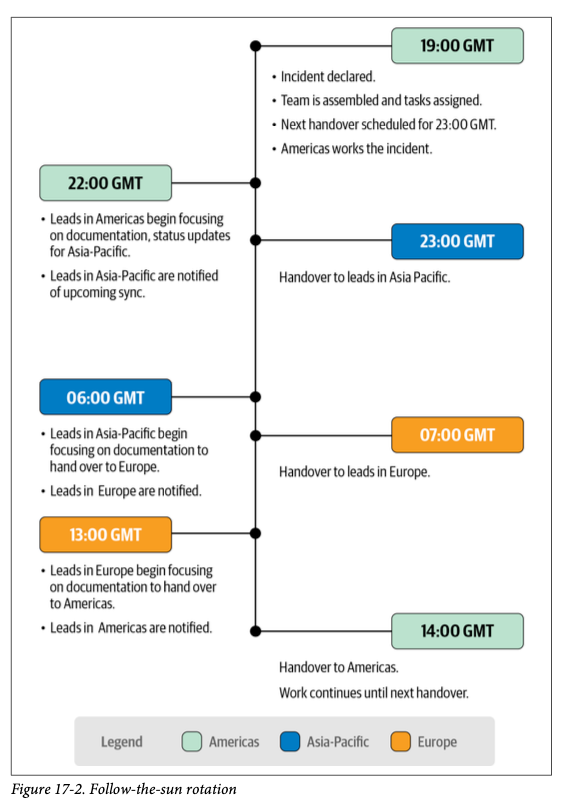 19:00 GMT
• Incident declared.
• Team is assembled and tasks assigned.
• Next handover scheduled for 23:00 GMT.
• Americas works the incident.
22:00 GMT
• Leads in Americas begin focusing
on documentation, status updates
for Asia-Pacific.
• Leads in Asia-Pacific are notified
of upcoming sync.
23:00 GMT
Handover to leads in Asia Pacific.
06:00 GMT
• Leads in Asia-Pacific begin
focusing on documentation to
hand over to Europe.
• Leads in Europe are notified.
07:00 GMT
Handover to leads in Europe.
13:00 GMT
• Leads in Europe begin focusing
on documentation to hand over
to Americas.
• Leads in Americas are notified.
14:00 GMT
Handover to Americas.
Work continues until next handover.
Legend Americas Asia-Pacific Europe
Figure 17-2. Follow-the-sun rotation